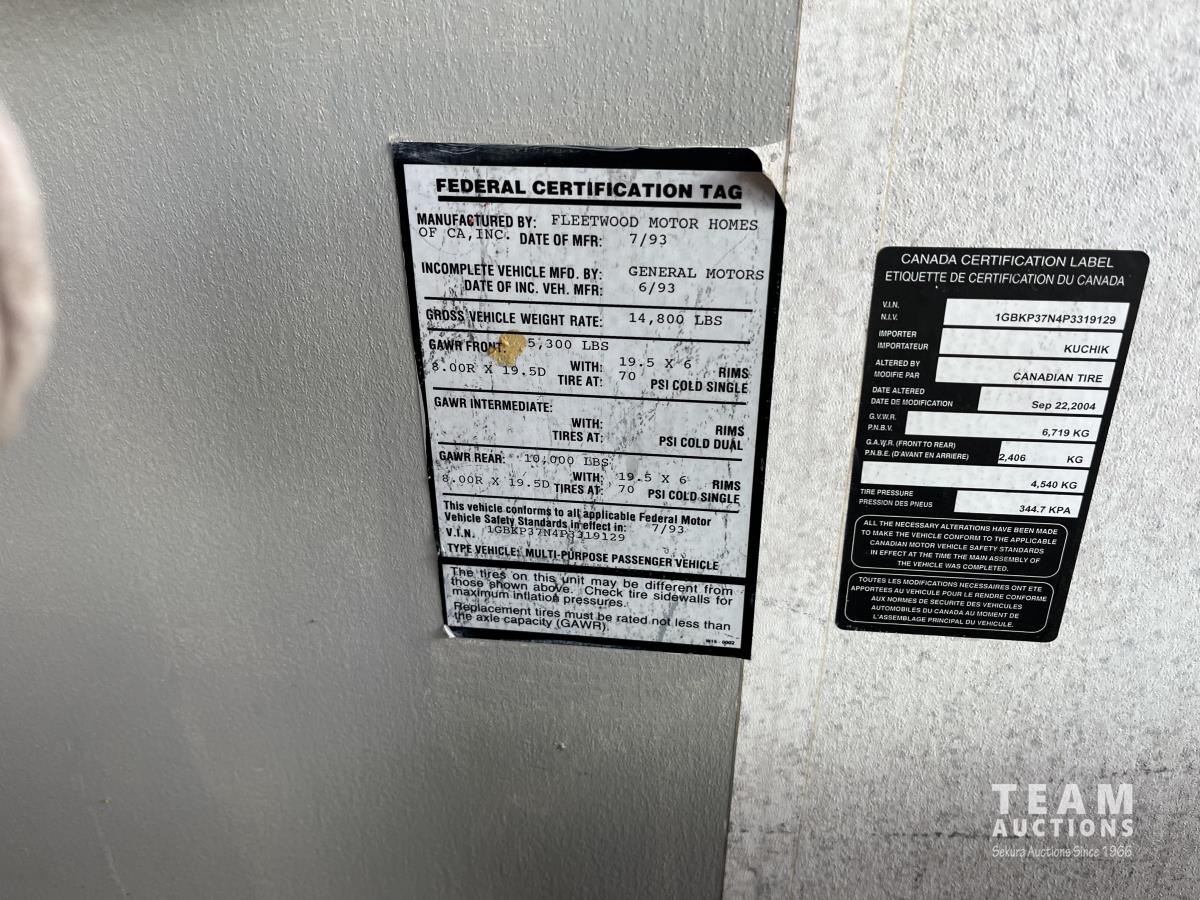 FEDERAL CERTIFICATION TAG
MANUFACTURED BY: FLEETWOOD MOTOR HOMES
OF CA,INC. DATE OF MFR: 7/93
INCOMPLETE VEHICLE MFD. BY: GENERAL MOTORS
DATE OF INC. VEH. MFR: 6/93
GROSS VEHICLE WEIGHT RATE: 14,800 LBS
GAWR FRONT: 5,300 LBS
8.00R X 19.5D WITH: 19.5 X 6 RIMS
TIRE AT: 70 PSI COLD SINGLE
GAWR INTERMEDIATE:
WITH: RIMS
TIRES AT: PSI COLD DUAL
GAWR REAR: 10,000 LBS
8.00R X 19.5D WITH: 19.5 X 6 RIMS
TIRES AT: 70 PSI COLD SINGLE
This vehicle conforms to all applicable Federal Motor
Vehicle Safety Standards in effect in: 7/93
V.I.N. 1GBKP37N4P3319129
TYPE VEHICLE: MULTI-PURPOSE PASSENGER VEHICLE
The tires on this unit may be different from
those shown above. Check tire sidewalls for
maximum inflation pressures.
Replacement tires must be rated not less than
the axle capacity (GAWR).
CANADA CERTIFICATION LABEL
ETIQUETTE DE CERTIFICATION DU CANADA
V.I.N.
N.I.V. 1GBKP37N4P3319129
IMPORTER
IMPORTATEUR KUCHIK
ALTERED BY
MODIFIE PAR CANADIAN TIRE
DATE ALTERED
DATE DE MODIFICATION Sep 22,2004
G.V.W.R.
P.N.B.V. 6,719 KG
G.A.W.R. (FRONT TO REAR)
P.N.B.E. (D'AVANT EN ARRIERE) 2,406 KG
4,540 KG
TIRE PRESSURE
PRESSION DES PNEUS 344.7 KPA
ALL THE NECESSARY ALTERATIONS HAVE BEEN MADE
TO MAKE THE VEHICLE CONFORM TO THE APPLICABLE
CANADIAN MOTOR VEHICLE SAFETY STANDARDS
IN EFFECT AT THE TIME THE MAIN ASSEMBLY OF
THE VEHICLE WAS COMPLETED.
TOUTES LES MODIFICATIONS NECESSAIRES ONT ETE
APPORTEES AU VEHICULE POUR LE RENDRE CONFORME
AUX NORMES DE SECURITE DES VEHICULES
AUTOMOBILES DU CANADA AU MOMENT DE
L'ASSEMBLAGE PRINCIPAL DU VEHICULE.
TEAM
AUCTIONS
Sekura Auctions Since 1966